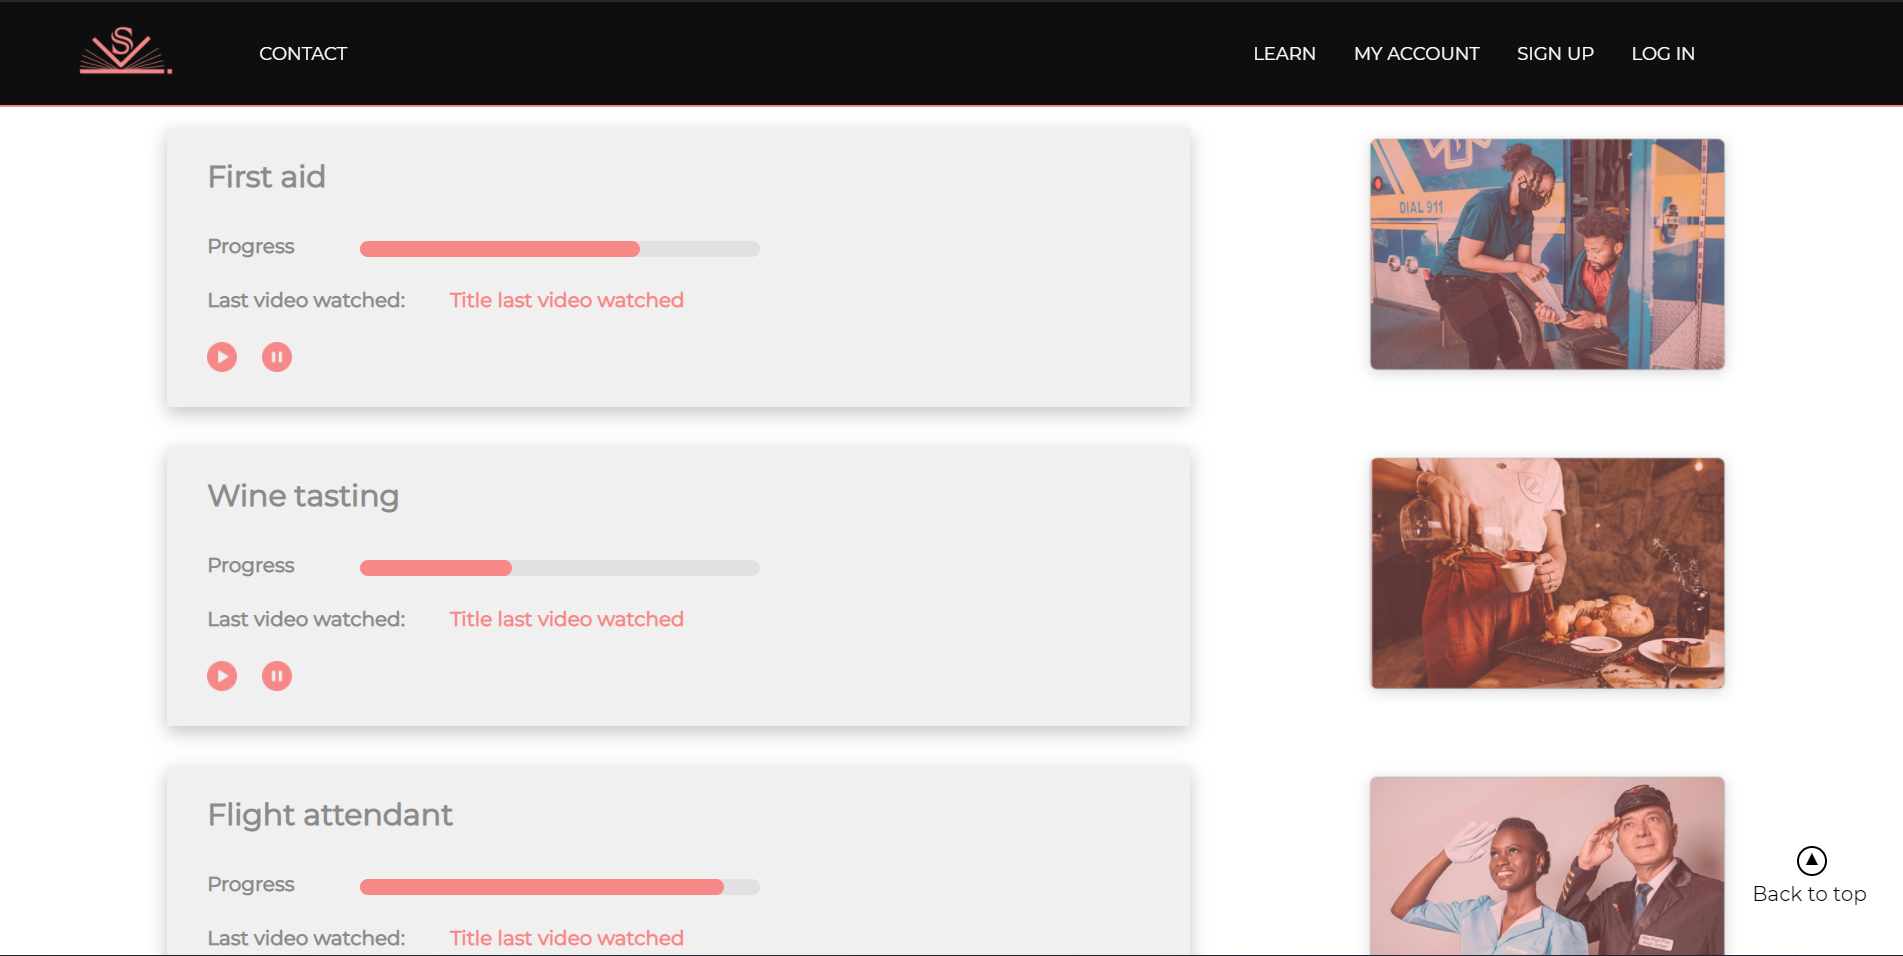 S
CONTACT
LEARN
MY ACCOUNT
SIGN UP
LOG IN
First aid
Progress
Last video watched: Title last video watched
DIAL 911
Wine tasting
Progress
Last video watched: Title last video watched
Flight attendant
Progress
Last video watched: Title last video watched
Back to top